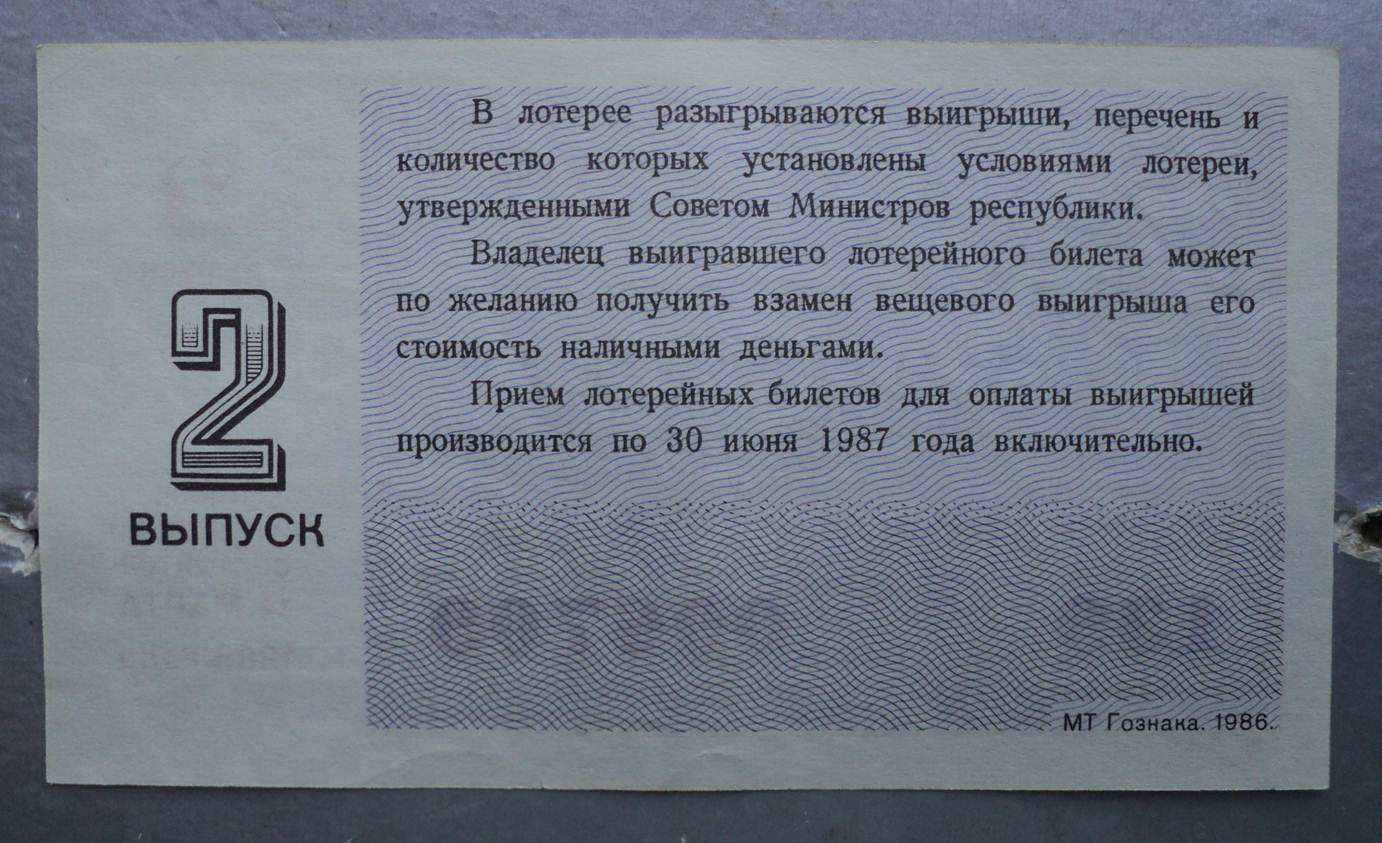 В лотерее разыгрываются выигрыши, перечень и
количество которых установлены условиями лотереи,
утвержденными Советом Министров республики.
Владелец выигравшего лотерейного билета может
по желанию получить взамен вещевого выигрыша его
стоимость наличными деньгами.
Прием лотерейных билетов для оплаты выигрышей
производится по 30 июня 1987 года включительно.
2
ВЫПУСК
МТ Гознака. 1986.